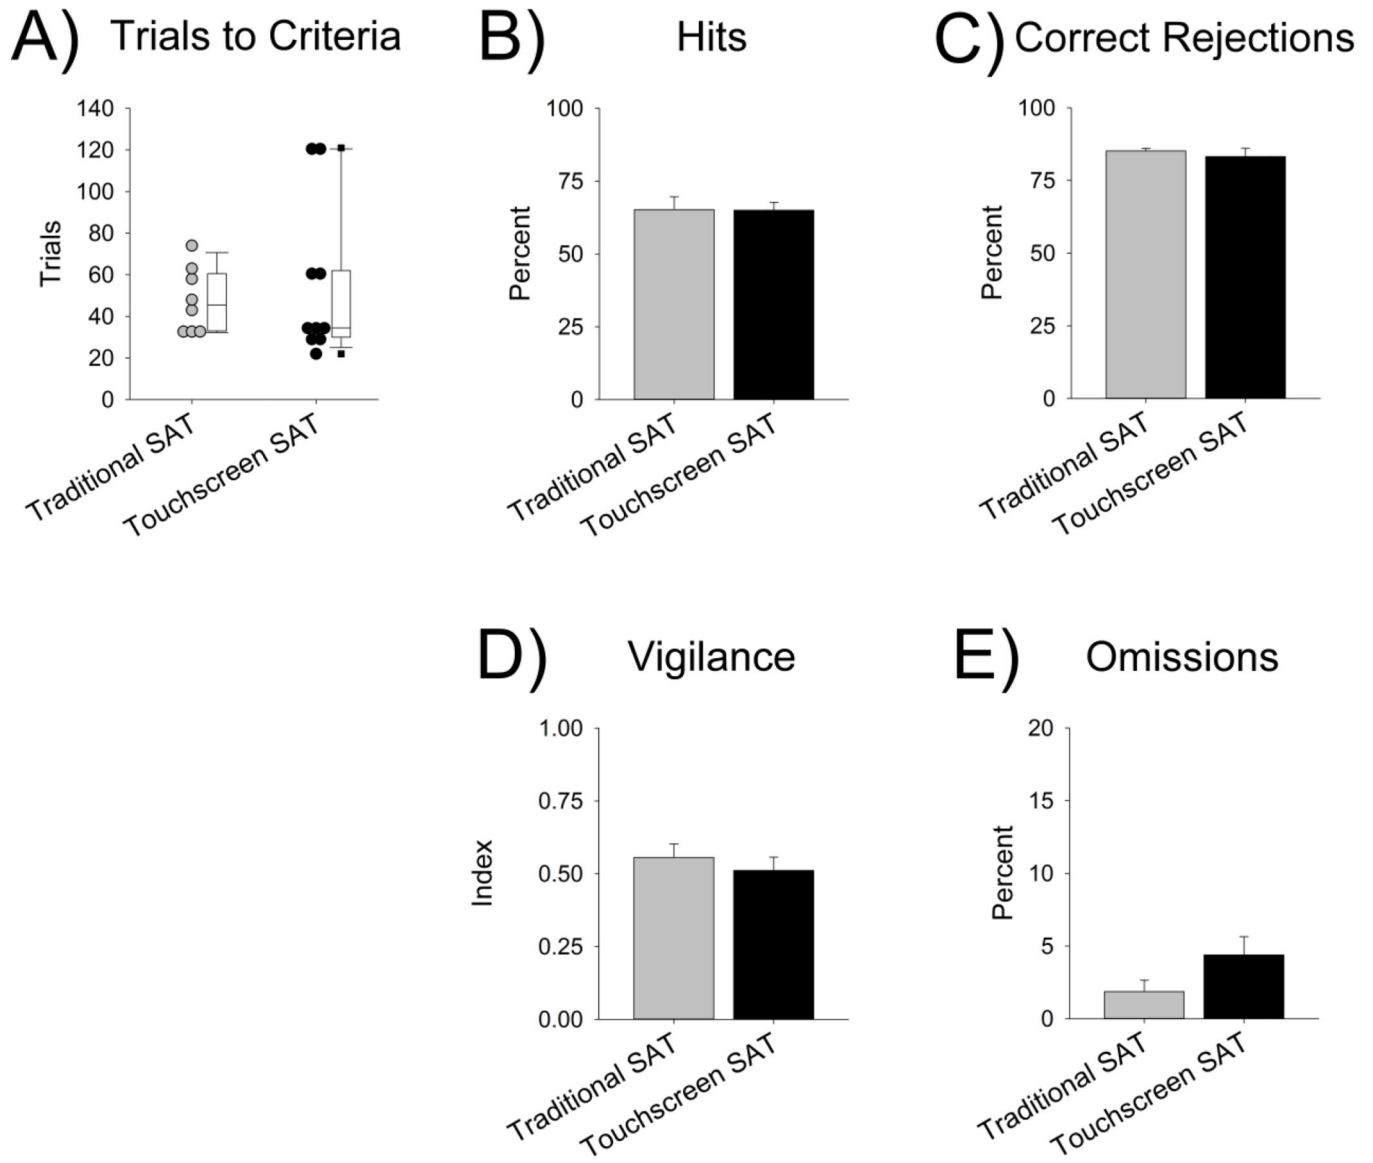 A) Trials to Criteria
140
120
100
80
60
40
20
0
Trials
Traditional SAT
Touchscreen SAT
B) Hits
100
75
50
25
0
Percent
Traditional SAT
Touchscreen SAT
C) Correct Rejections
100
75
50
25
0
Percent
Traditional SAT
Touchscreen SAT
D) Vigilance
1.00
0.75
0.50
0.25
0.00
Index
Traditional SAT
Touchscreen SAT
E) Omissions
20
15
10
5
0
Percent
Traditional SAT
Touchscreen SAT